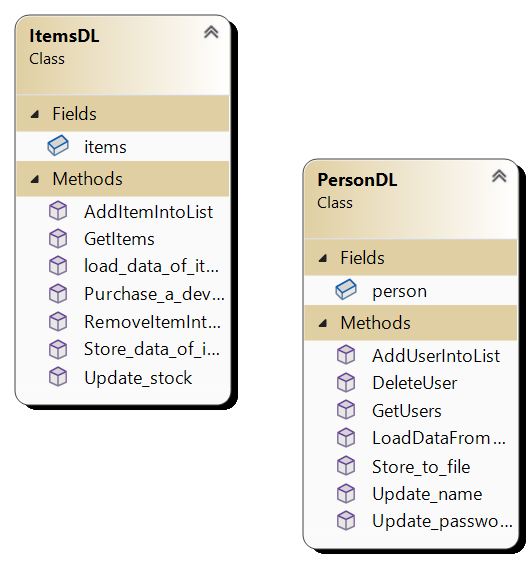 ItemsDL
Class
Fields
items
Methods
AddItemIntoList
GetItems
load_data_of_it...
Purchase_a_dev...
RemoveItemInt...
Store_data_of_i...
Update_stock
PersonDL
Class
Fields
person
Methods
AddUserIntoList
DeleteUser
GetUsers
LoadDataFrom...
Store_to_file
Update_name
Update_passwo...